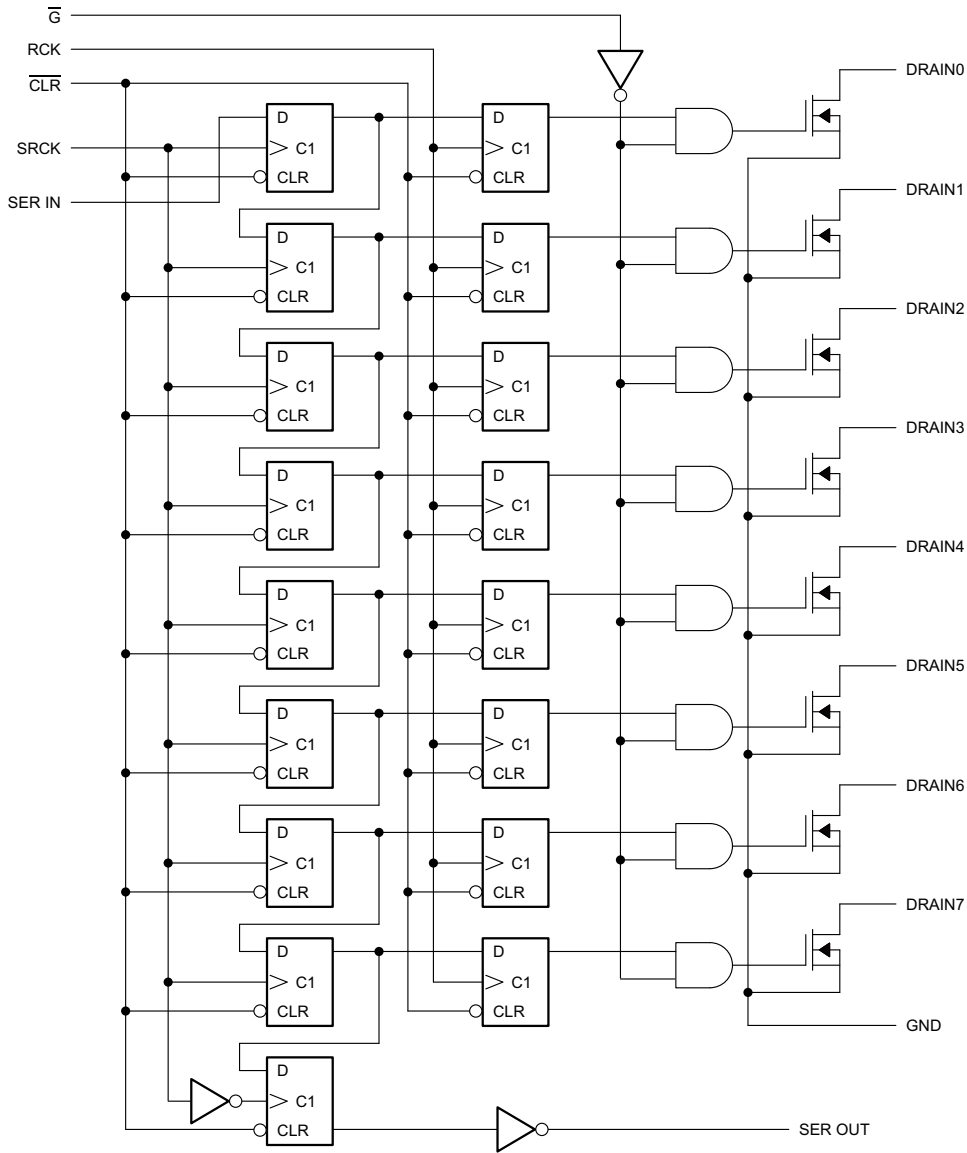 G
RCK
CLR
SRCK
SER IN
D
C1
CLR
D
C1
CLR
DRAIN0
D
C1
CLR
D
C1
CLR
DRAIN1
D
C1
CLR
D
C1
CLR
DRAIN2
D
C1
CLR
D
C1
CLR
DRAIN3
D
C1
CLR
D
C1
CLR
DRAIN4
D
C1
CLR
D
C1
CLR
DRAIN5
D
C1
CLR
D
C1
CLR
DRAIN6
D
C1
CLR
D
C1
CLR
DRAIN7
GND
D
C1
CLR
SER OUT